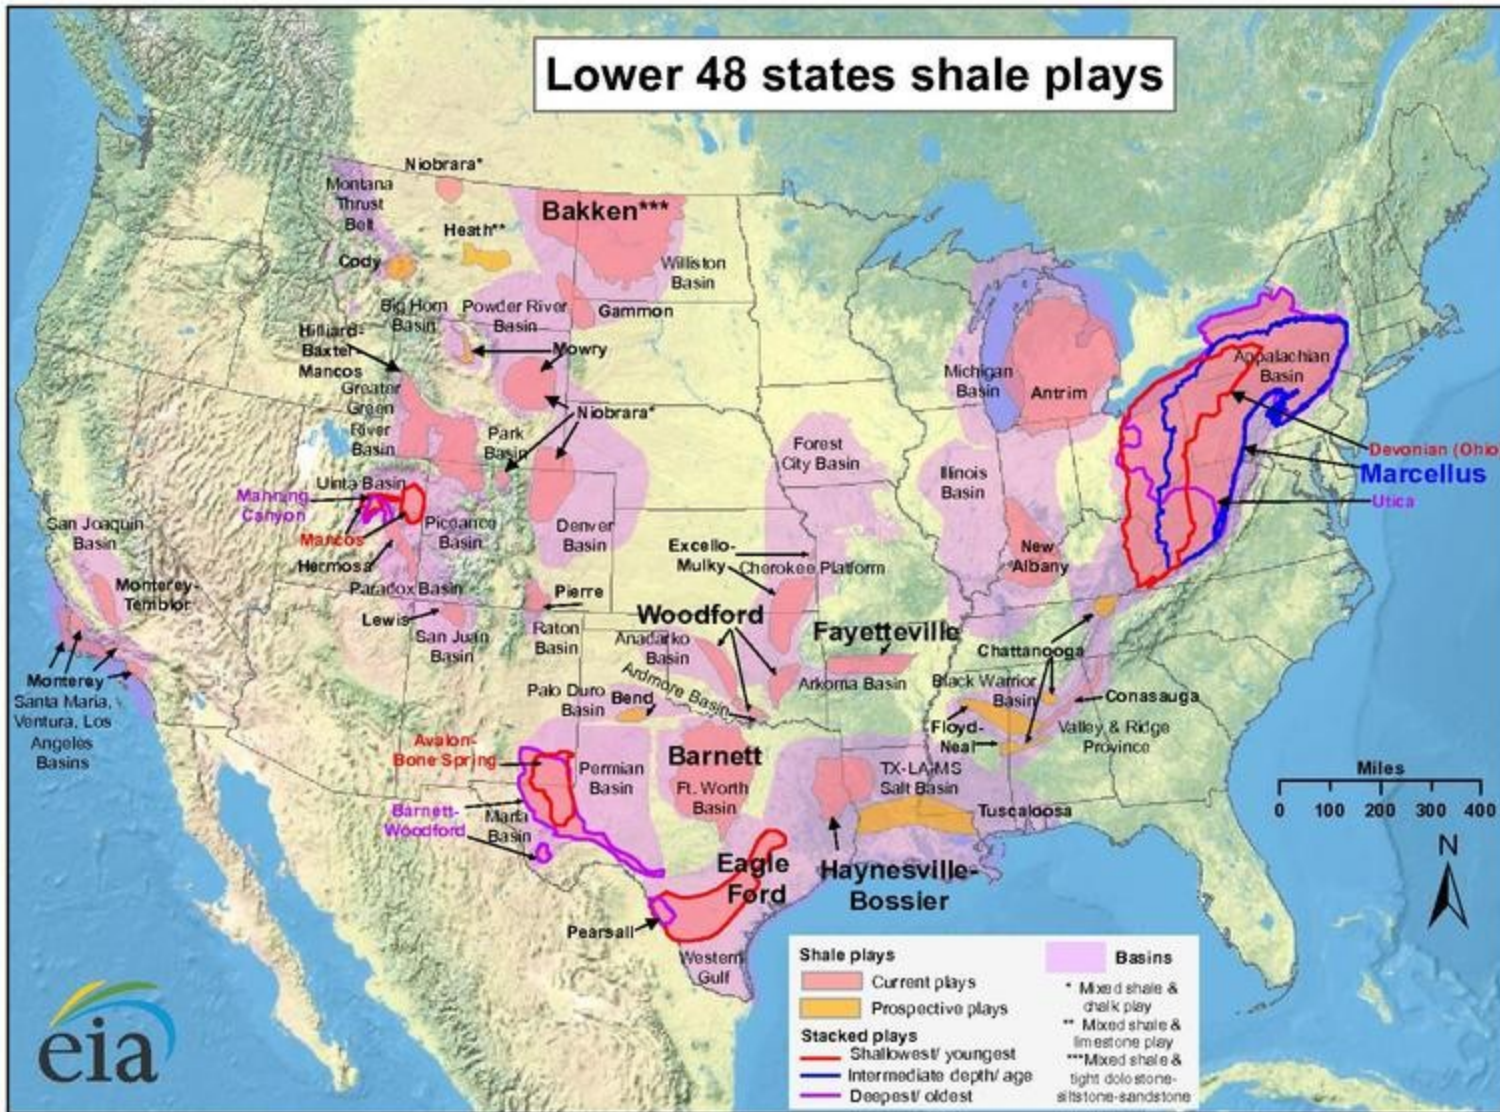 Lower 48 states shale plays
Niobrara*
Montana
Thrust
Belt
Bakken***
Heath**
Cody
Williston
Basin
Big Horn
Basin
Powder River
Basin
Gammon
Hilliard-
Baxter-
Mancos
Mowry
Greater
Green
River
Basin
Niobrara*
Park
Basin
Michigan
Basin
Antrim
Appalachian
Basin
Forest
City Basin
Illinois
Basin
Devonian (Ohio
Marcellus
Utica
Uinta Basin
Manning
Canyon
Mancos
Piceance
Basin
Denver
Basin
San Joaquin
Basin
Hermosa
Paradox Basin
Excello-
Mulky
Cherokee Platform
New
Albany
Monterey-
Temblor
Pierre
Lewis
San Juan
Basin
Raton
Basin
Woodford
Anadarko
Basin
Fayetteville
Chattanooga
Monterey
Santa Maria,
Ventura, Los
Angeles
Basins
Ardmore Basin
Arkoma Basin
Black Warrior
Basin
Conasauga
Palo Duro
Basin
Bend
Floyd-
Neal
Valley & Ridge
Province
Avalon-
Bone Spring
Permian
Basin
Barnett
Ft. Worth
Basin
TX-LA-MS
Salt Basin
Tuscaloosa
Barnett-
Woodford
Marfa
Basin
Eagle
Ford
Haynesville-
Bossier
Pearsall
Western
Gulf
Miles
0 100 200 300 400
N
Shale plays
Current plays
Prospective plays
Stacked plays
Shallowest/ youngest
Intermediate depth/ age
Deepest/ oldest
Basins
* Mixed shale &
chalk play
** Mixed shale &
limestone play
***Mixed shale &
tight dolostone-
siltstone-sandstone
eia